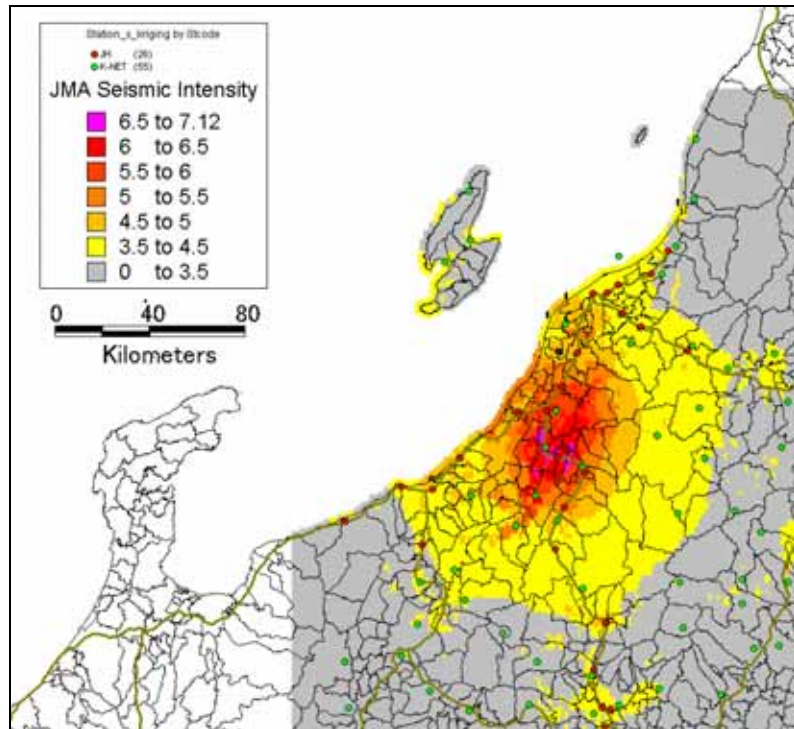 Station_s_kriging by Stcode
JH (26)
K-NET (55)
JMA Seismic Intensity
6.5 to 7.12
6 to 6.5
5.5 to 6
5 to 5.5
4.5 to 5
3.5 to 4.5
0 to 3.5
0 40 80
Kilometers